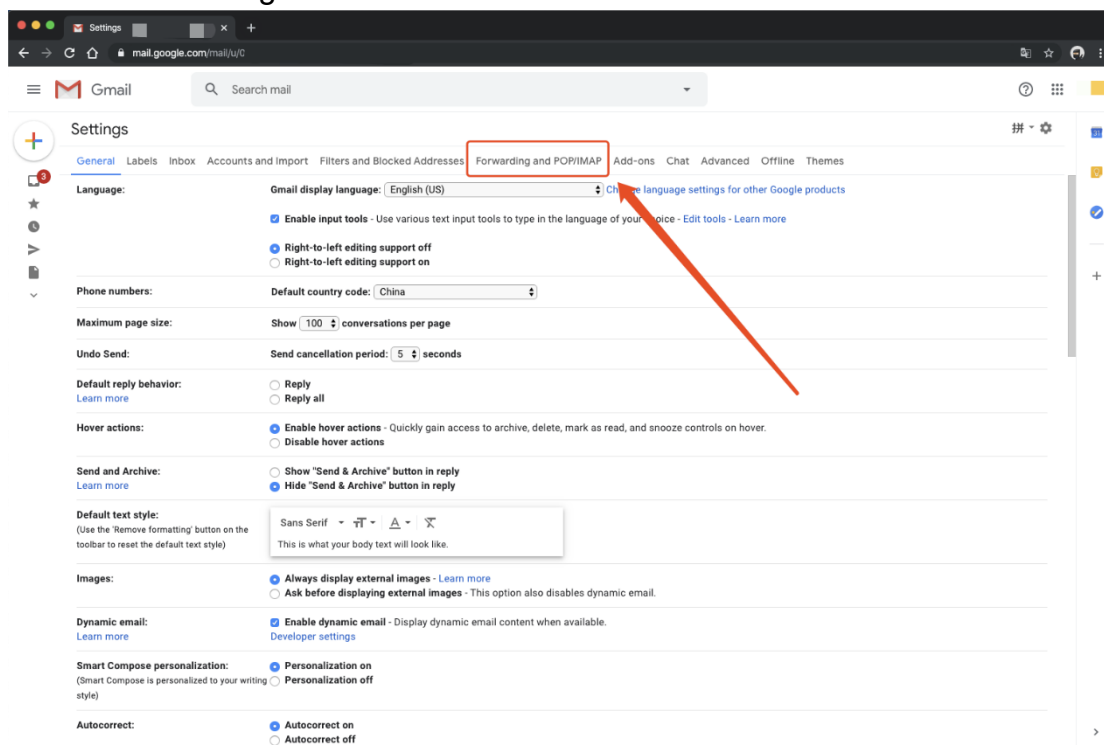 Settings
mail.google.com/mail/u/0
Gmail
Search mail
Settings
拼
31
General Labels Inbox Accounts and Import Filters and Blocked Addresses Forwarding and POP/IMAP Add-ons Chat Advanced Offline Themes
3
Language:
Gmail display language: English (US)
language settings for other Google products
Enable input tools - Use various text input tools to type in the language of your choice - Edit tools - Learn more
Right-to-left editing support off
Right-to-left editing support on
Phone numbers:
Default country code: China
Maximum page size:
Show 100 conversations per page
Undo Send:
Send cancellation period: 5 seconds
Default reply behavior:
Learn more
Reply
Reply all
Hover actions:
Enable hover actions - Quickly gain access to archive, delete, mark as read, and snooze controls on hover.
Disable hover actions
Send and Archive:
Learn more
Show "Send & Archive" button in reply
Hide "Send & Archive" button in reply
Default text style:
(Use the 'Remove formatting' button on the
toolbar to reset the default text style)
Sans Serif
This is what your body text will look like.
Images:
Always display external images - Learn more
Ask before displaying external images - This option also disables dynamic email.
Dynamic email:
Learn more
Enable dynamic email - Display dynamic email content when available.
Developer settings
Smart Compose personalization:
(Smart Compose is personalized to your writing
style)
Personalization on
Personalization off
Autocorrect:
Autocorrect on
Autocorrect off